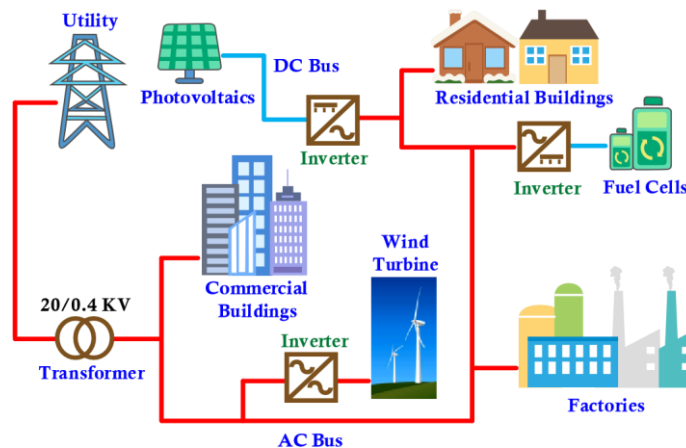 Utility
DC Bus
Photovoltaics
Residential Buildings
Inverter
Inverter
Fuel Cells
Wind
Turbine
Commercial
Buildings
20/0.4 KV
Inverter
Transformer
Factories
AC Bus